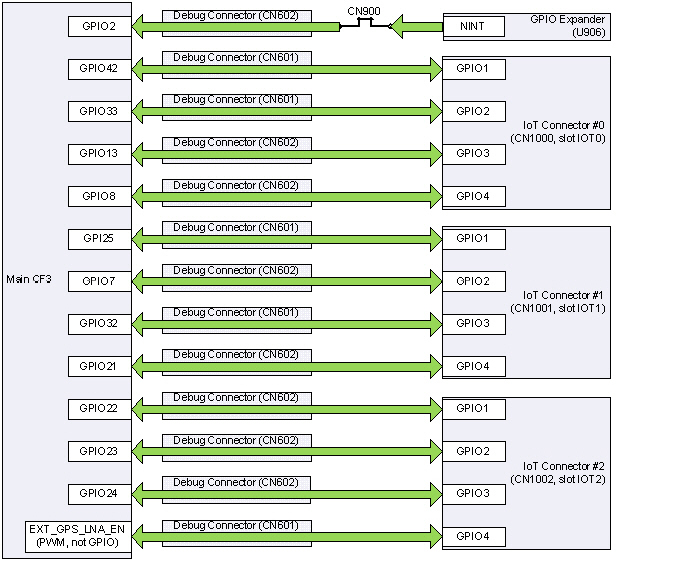 Debug Connector (CN602)
CN900
GPIO2
NINT
GPIO Expander
(U906)
Debug Connector (CN601)
GPIO42
GPIO1
Debug Connector (CN601)
GPIO33
GPIO2
IoT Connector #0
(CN1000, slot IOT0)
Debug Connector (CN602)
GPIO13
GPIO3
Debug Connector (CN602)
GPIO8
GPIO4
Debug Connector (CN601)
GPI25
GPIO1
Main CF3
Debug Connector (CN602)
GPIO7
GPIO2
IoT Connector #1
(CN1001, slot IOT1)
Debug Connector (CN601)
GPIO32
GPIO3
Debug Connector (CN602)
GPIO21
GPIO4
Debug Connector (CN602)
GPIO22
GPIO1
Debug Connector (CN602)
GPIO23
GPIO2
IoT Connector #2
(CN1002, slot IOT2)
Debug Connector (CN602)
GPIO24
GPIO3
Debug Connector (CN601)
EXT_GPS_LNA_EN
(PWM, not GPIO)
GPIO4